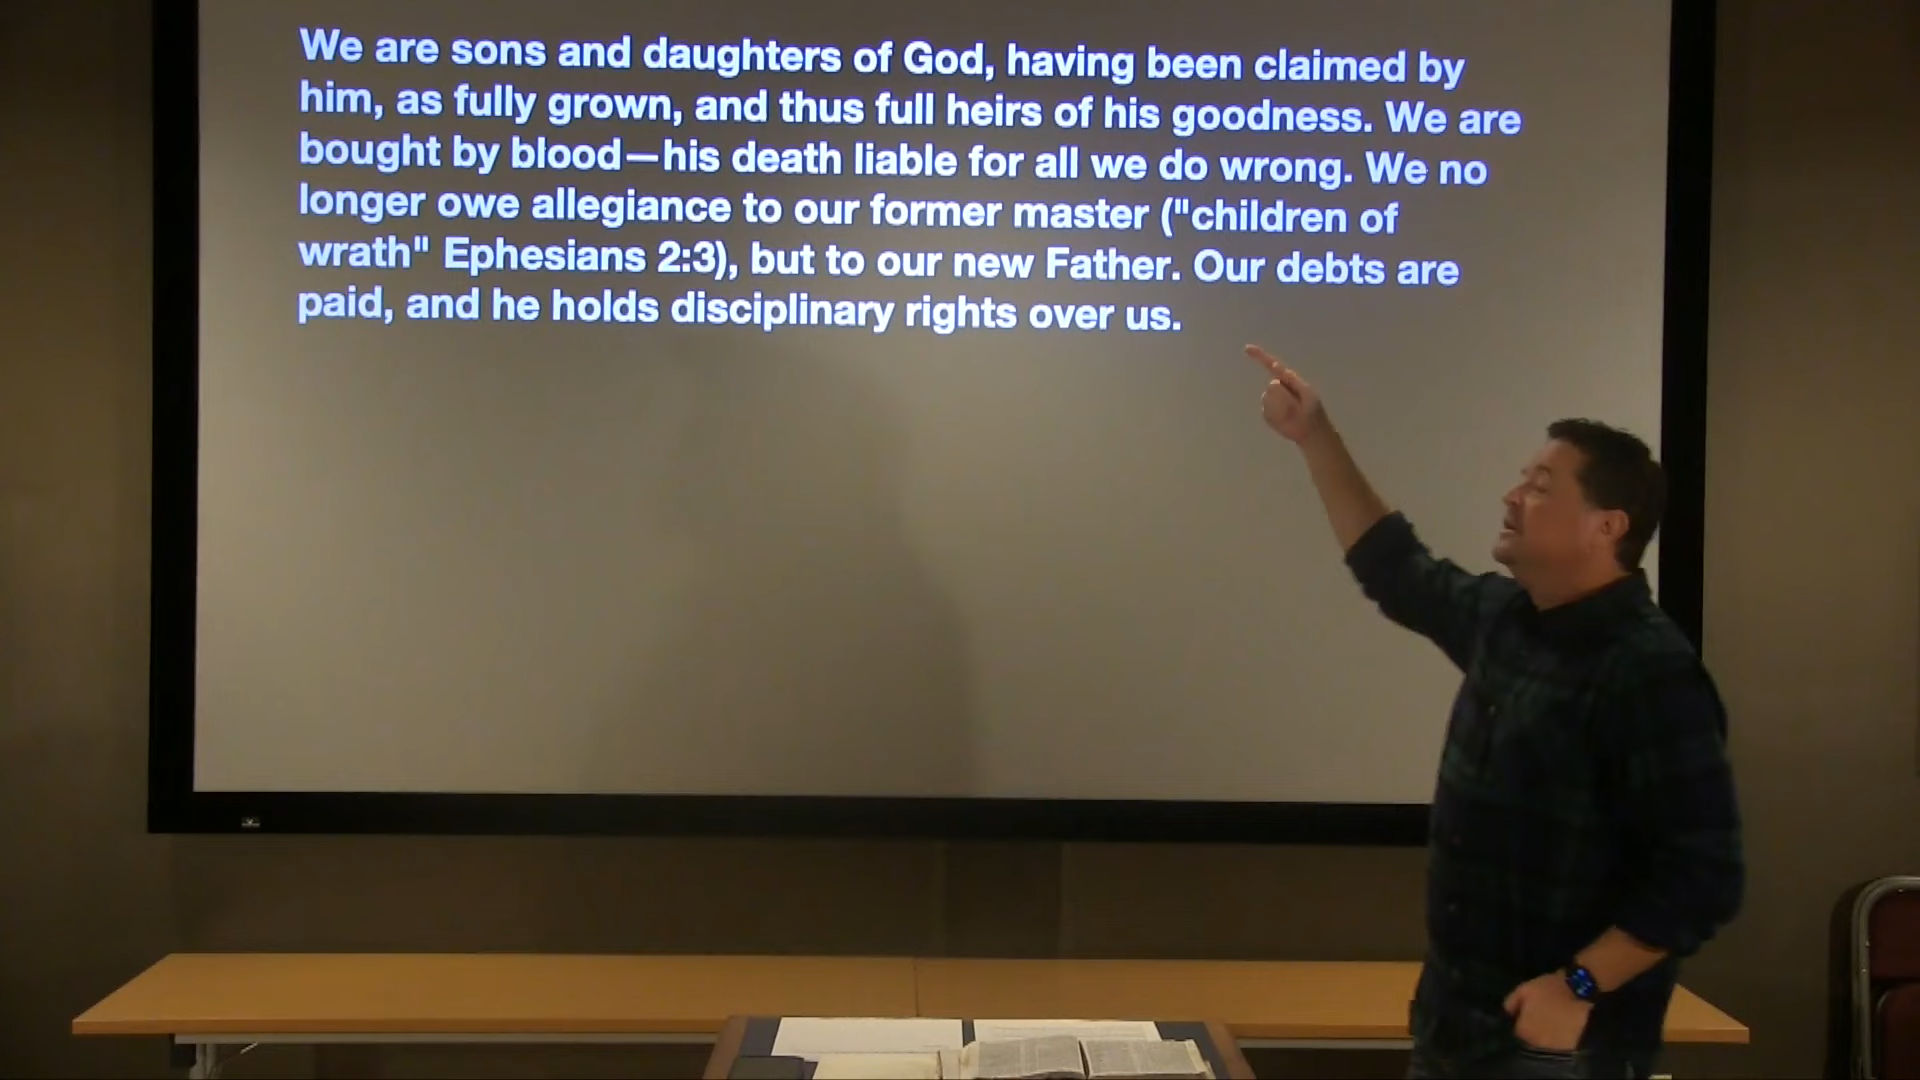 We are sons and daughters of God, having been claimed by
him, as fully grown, and thus full heirs of his goodness. We are
bought by blood—his death liable for all we do wrong. We no
longer owe allegiance to our former master ("children of
wrath" Ephesians 2:3), but to our new Father. Our debts are
paid, and he holds disciplinary rights over us.